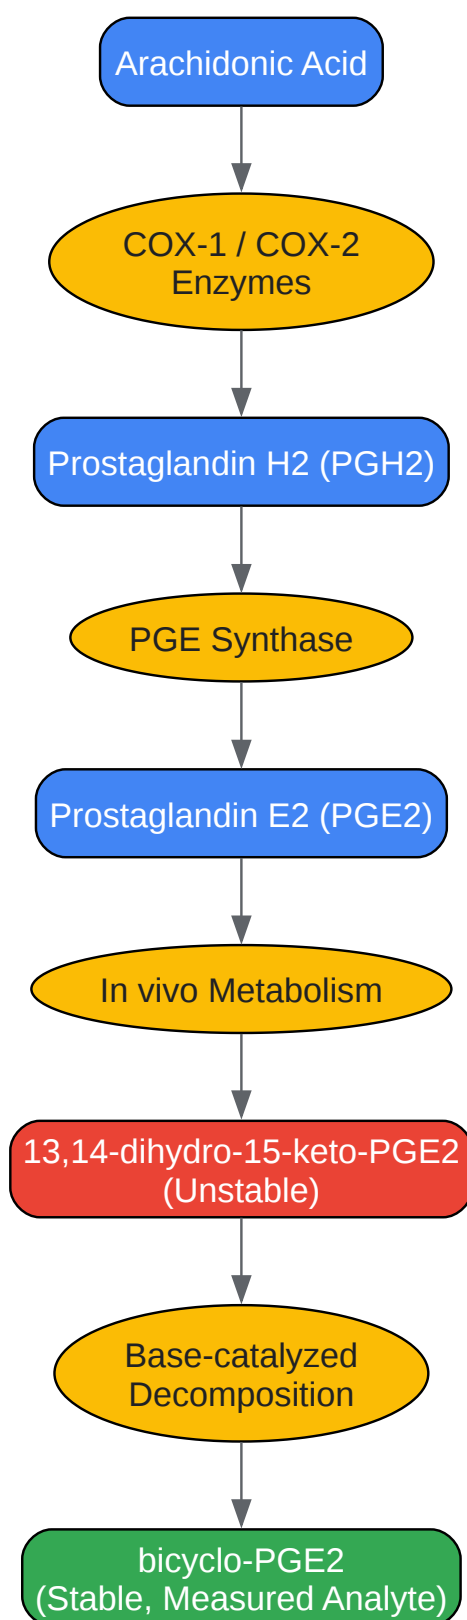 Arachidonic Acid
COX-1 / COX-2
Enzymes
Prostaglandin H2 (PGH2)
PGE Synthase
Prostaglandin E2 (PGE2)
In vivo Metabolism
13,14-dihydro-15-keto-PGE2
(Unstable)
Base-catalyzed
Decomposition
bicyclo-PGE2
(Stable, Measured Analyte)